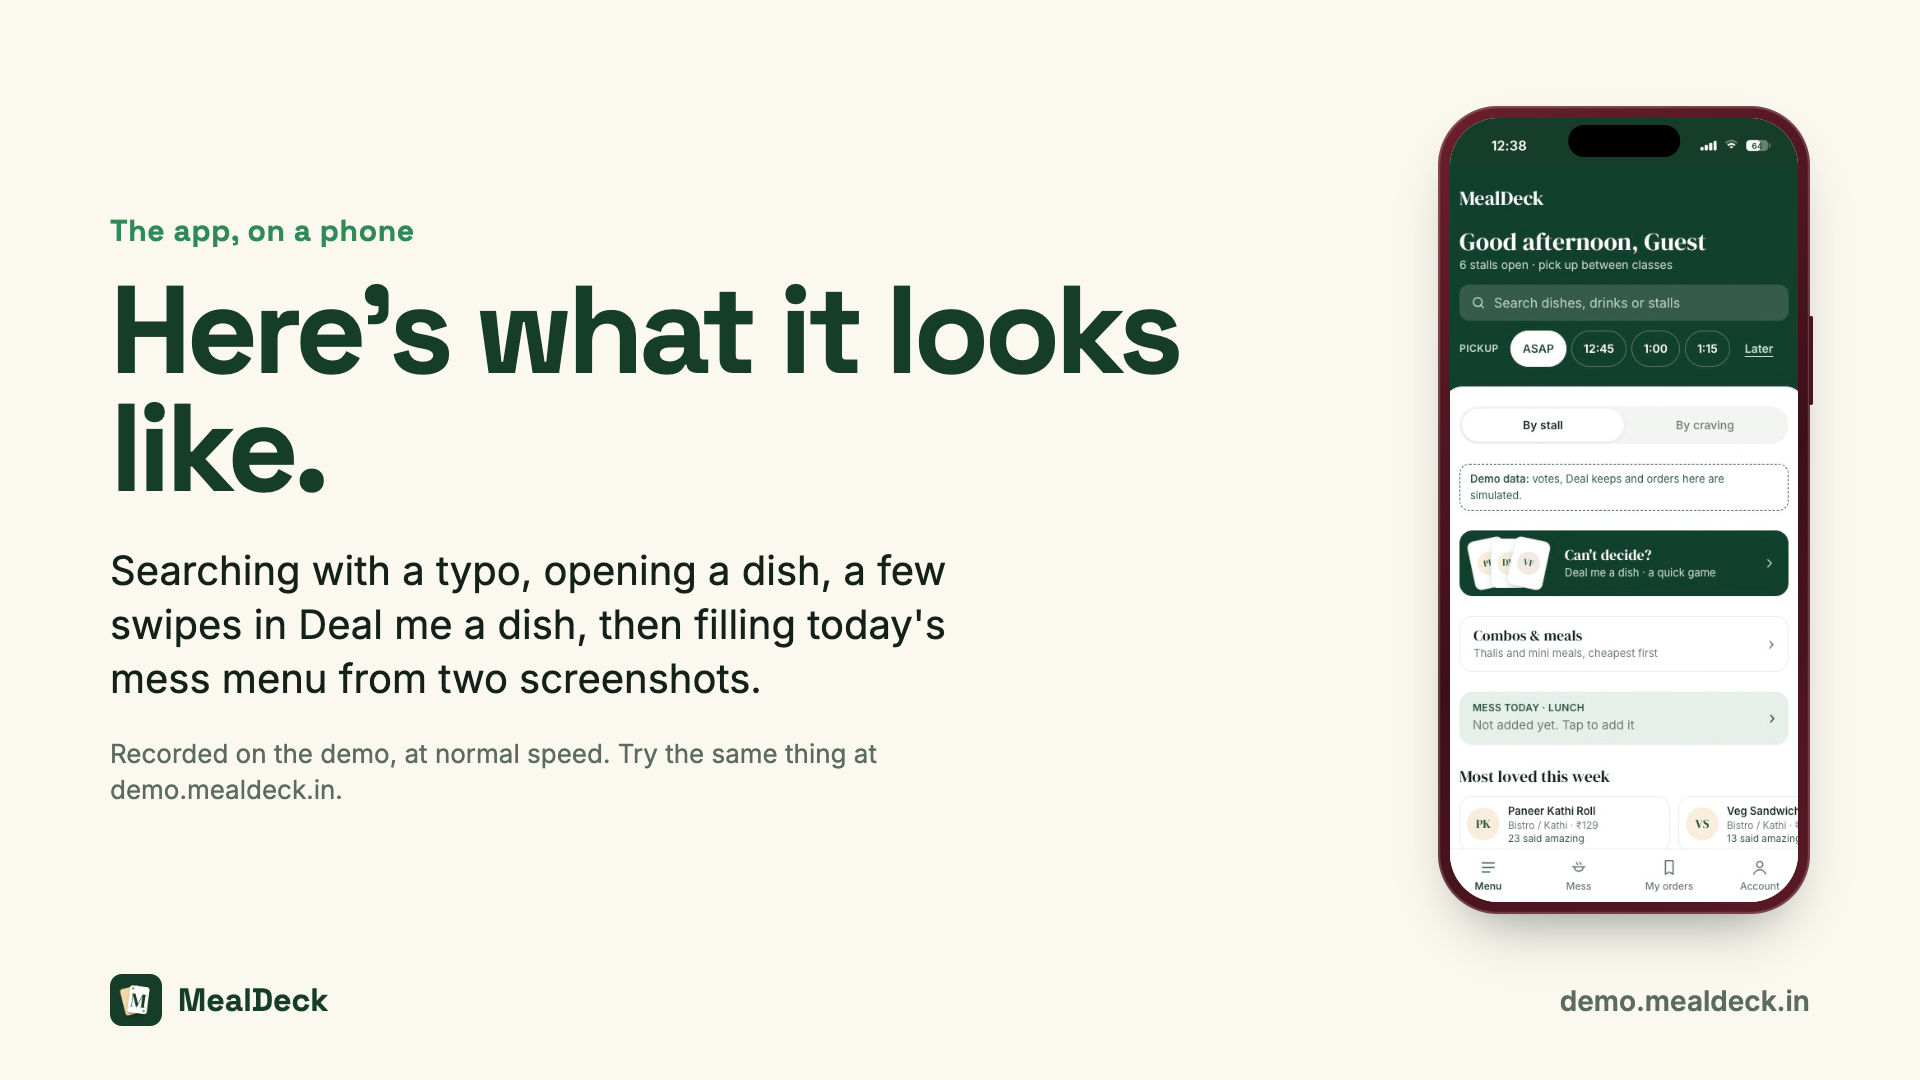 The app, on a phone
Here’s what it looks
like.
Searching with a typo, opening a dish, a few
swipes in Deal me a dish, then filling today's
mess menu from two screenshots.
Recorded on the demo, at normal speed. Try the same thing at
demo.mealdeck.in.
12:38
MealDeck
Good afternoon, Guest
6 stalls open · pick up between classes
Search dishes, drinks or stalls
PICKUP ASAP 12:45 1:00 1:15 Later
By stall By craving
Demo data: votes, Deal keeps and orders here are
simulated.
Can't decide?
Deal me a dish · a quick game
Combos & meals
Thalis and mini meals, cheapest first
MESS TODAY · LUNCH
Not added yet. Tap to add it
Most loved this week
PK Paneer Kathi Roll
Bistro / Kathi · ₹129
23 said amazing
VS Veg Sandwich
Bistro / Kathi ·
13 said amazing
Menu Mess My orders Account
M MealDeck
demo.mealdeck.in